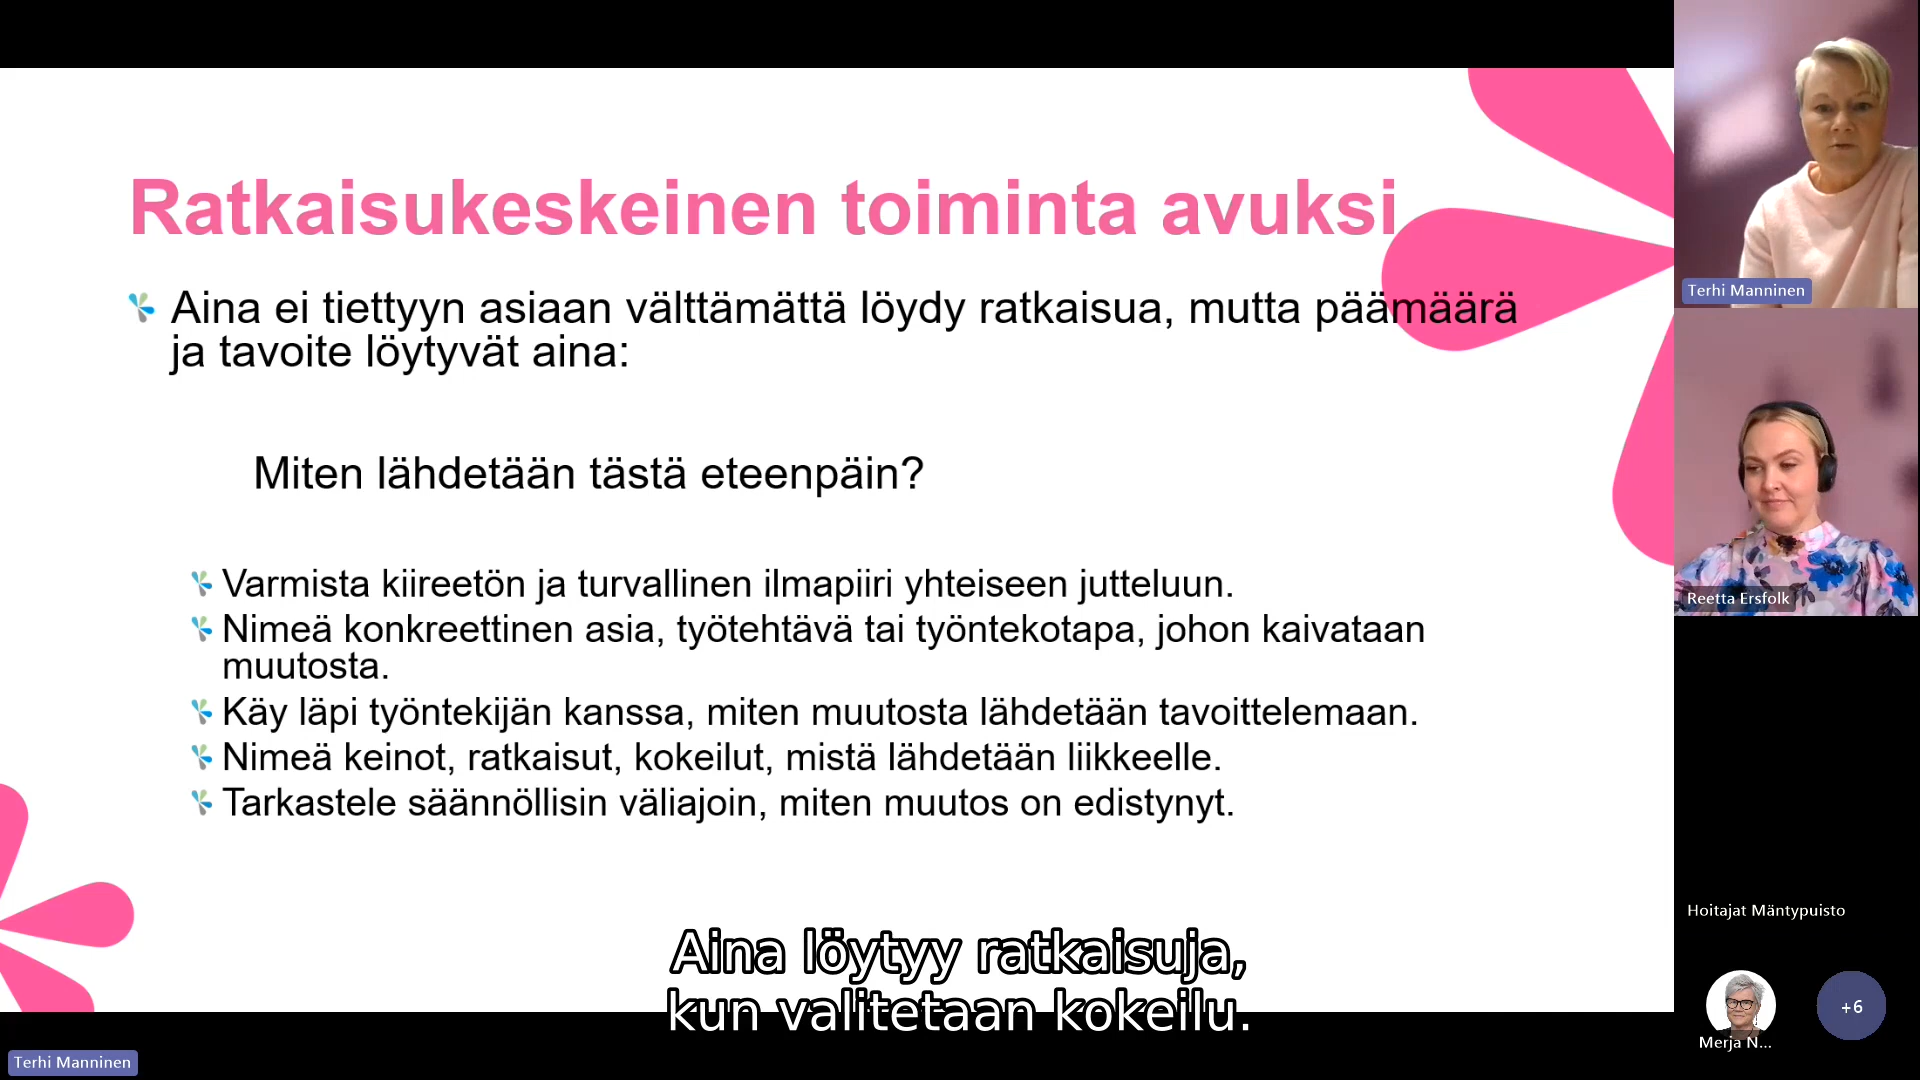 Ratkaisukeskeinen toiminta avuksi
Aina ei tiettyyn asiaan välttämättä löydy ratkaisua, mutta päämäärä
ja tavoite löytyvät aina:
Miten lähdetään tästä eteenpäin?
Varmista kiireetön ja turvallinen ilmapiiri yhteiseen jutteluun.
Nimeä konkreettinen asia, työtehtävä tai työntekotapa, johon kaivataan
muutosta.
Käy läpi työntekijän kanssa, miten muutosta lähdetään tavoittelemaan.
Nimeä keinot, ratkaisut, kokeilut, mistä lähdetään liikkeelle.
Tarkastele säännöllisin väliajoin, miten muutos on edistynyt.
Aina löytyy ratkaisuja,
kun valitetaan kokeilu.
Terhi Manninen
Terhi Manninen
Reetta Ersfolk
Hoitajat Mäntypuisto
Merja N...
+6